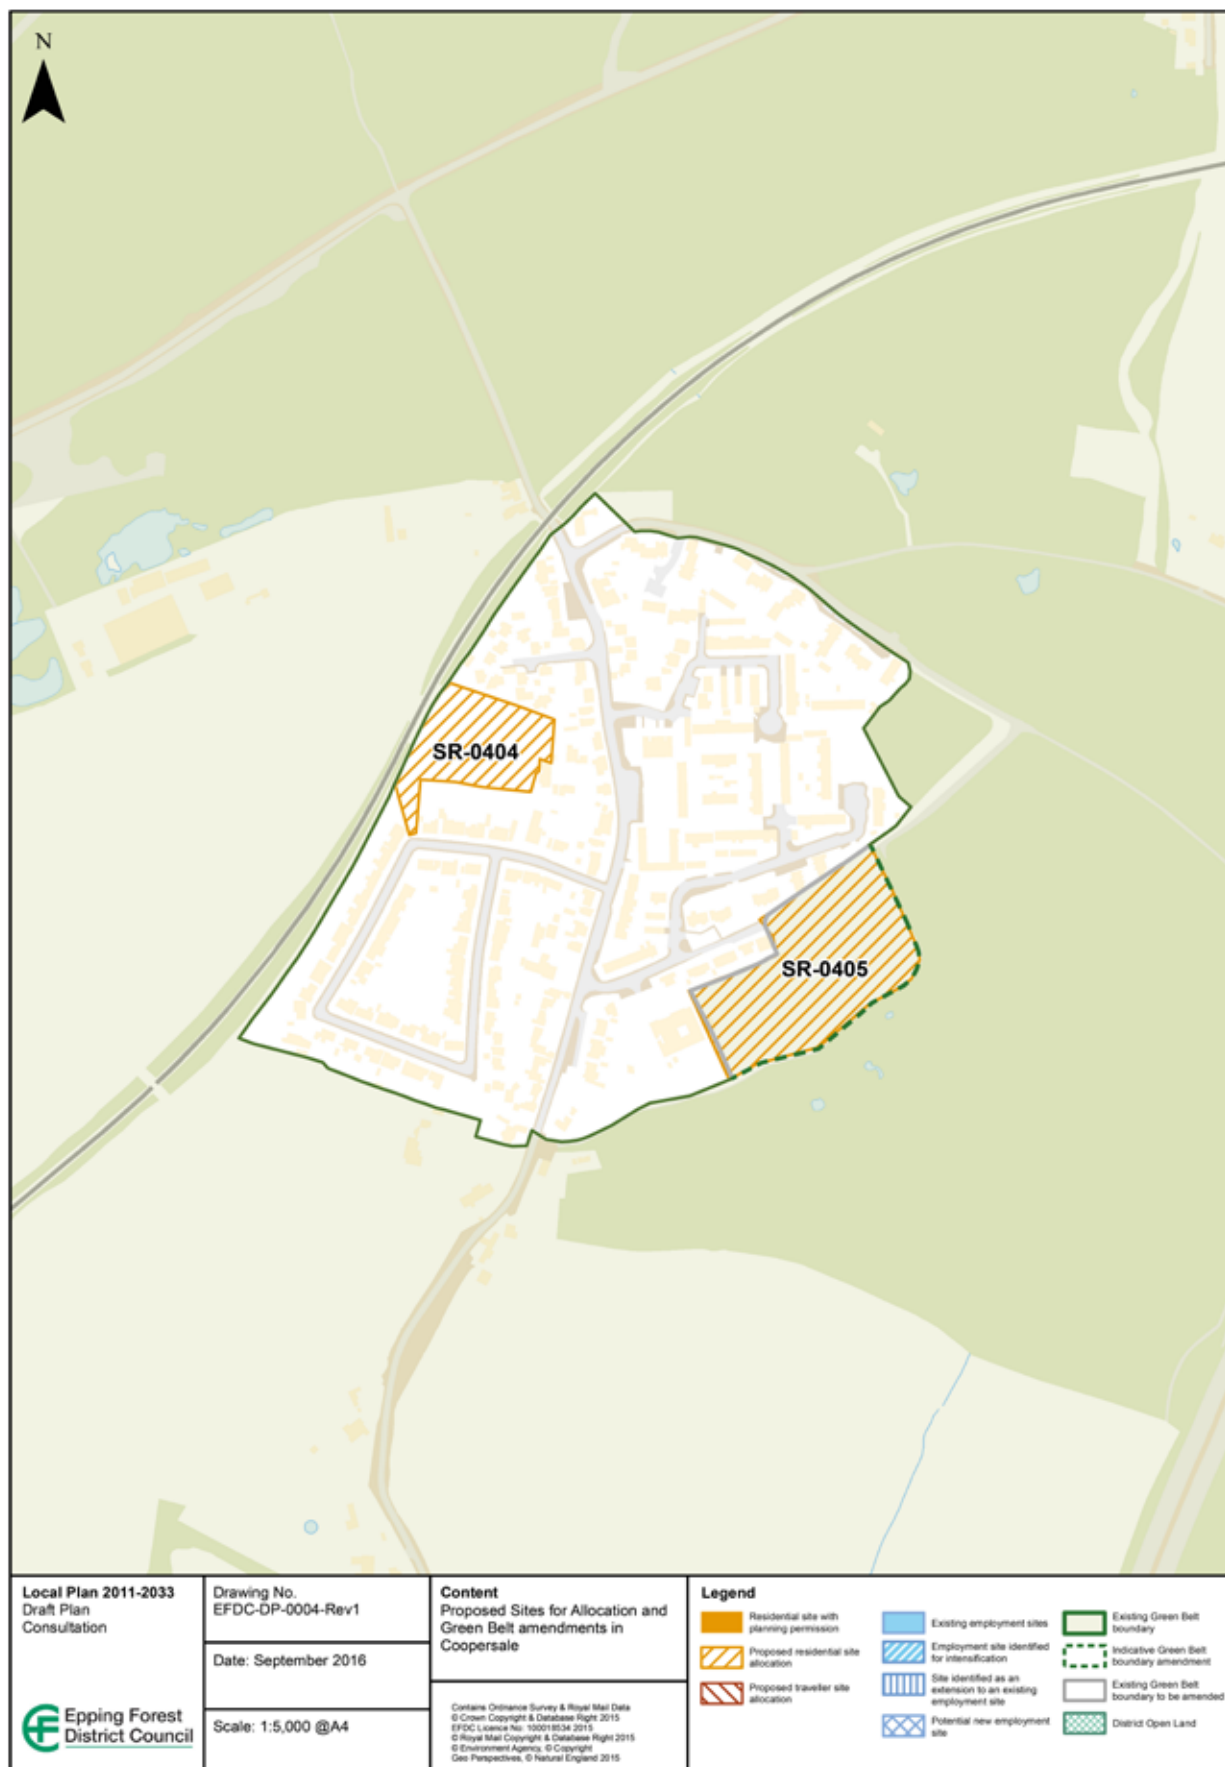 N
SR-0404
SR-0405
Local Plan 2011-2033
Draft Plan
Consultation
Epping Forest
District Council
Drawing No.
EFDC-DP-0004-Rev1
Date: September 2016
Scale: 1:5,000 @A4
Content
Proposed Sites for Allocation and
Green Belt amendments in
Coopersale
Contains Ordnance Survey & Royal Mail Data
© Crown Copyright & Database Right 2015
EFDC Licence No: 100018534 2015
© Royal Mail Copyright & Database Right 2015
© Environment Agency, © Copyright
Geo Perspectives, © Natural England 2015
Legend
Residential site with
planning permission
Proposed residential site
allocation
Proposed traveller site
allocation
Existing employment sites
Employment site identified
for intensification
Site identified as an
extension to an existing
employment site
Potential new employment
site
Existing Green Belt
boundary
Indicative Green Belt
boundary amendment
Existing Green Belt
boundary to be amended
District Open Land